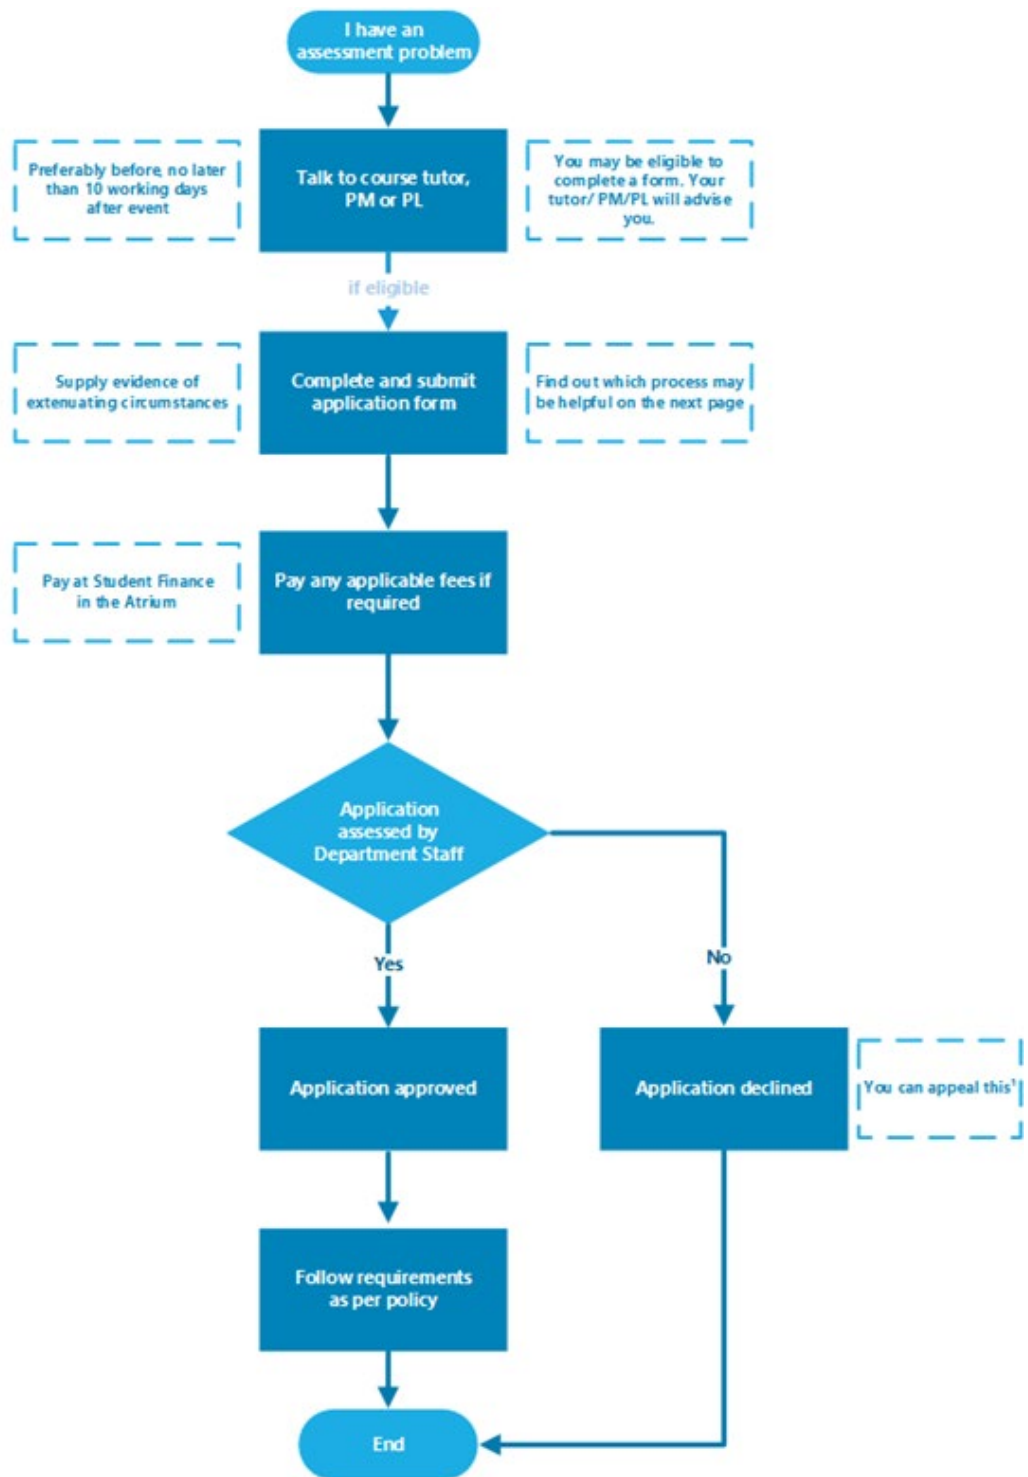 I have an
assessment problem
Preferably before, no later
than 10 working days
after event
Talk to course tutor,
PM or PL
You may be eligible to
complete a form. Your
tutor/ PM/PL will advise
you.
if eligible
Supply evidence of
extenuating circumstances
Complete and submit
application form
Find out which process may
be helpful on the next page
Pay at Student Finance
in the Atrium
Pay any applicable fees if
required
Application
assessed by
Department Staff
Yes
No
Application approved
Application declined
You can appeal this¹
Follow requirements
as per policy
End